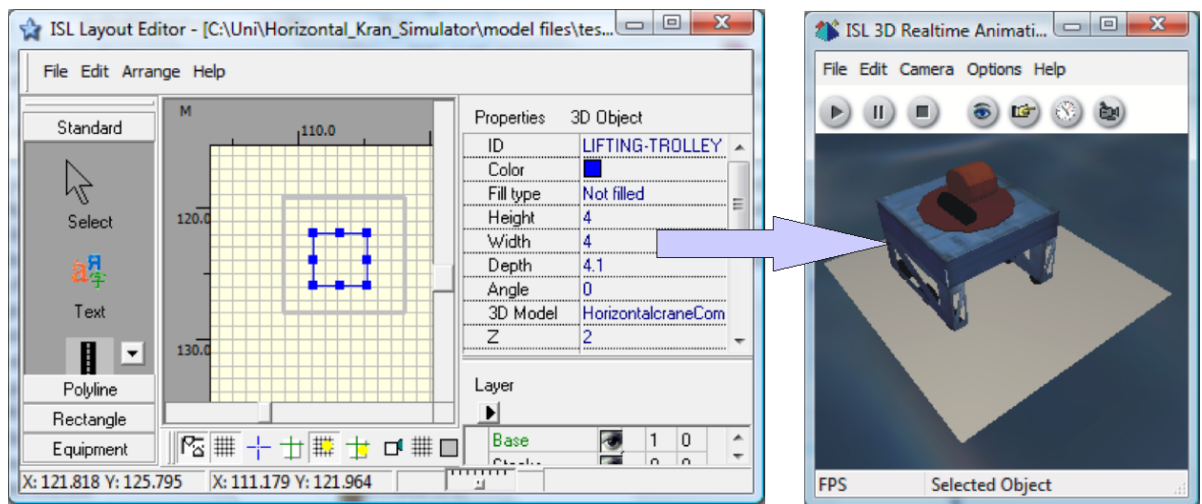 ISL Layout Editor - [C:\Uni\Horizontal_Kran_Simulator\model files\tes...
File Edit Arrange Help
Standard
Select
Text
Polyline
Rectangle
Equipment
M
110.0
120.0
130.0
Properties 3D Object
ID LIFTING-TROLLEY
Color
Fill type Not filled
Height 4
Width 4
Depth 4.1
Angle 0
3D Model HorizontalcraneCom
Z 2
Layer
Base 1 0
X: 121.818 Y: 125.795 X: 111.179 Y: 121.964
ISL 3D Realtime Animati...
File Edit Camera Options Help
FPS Selected Object